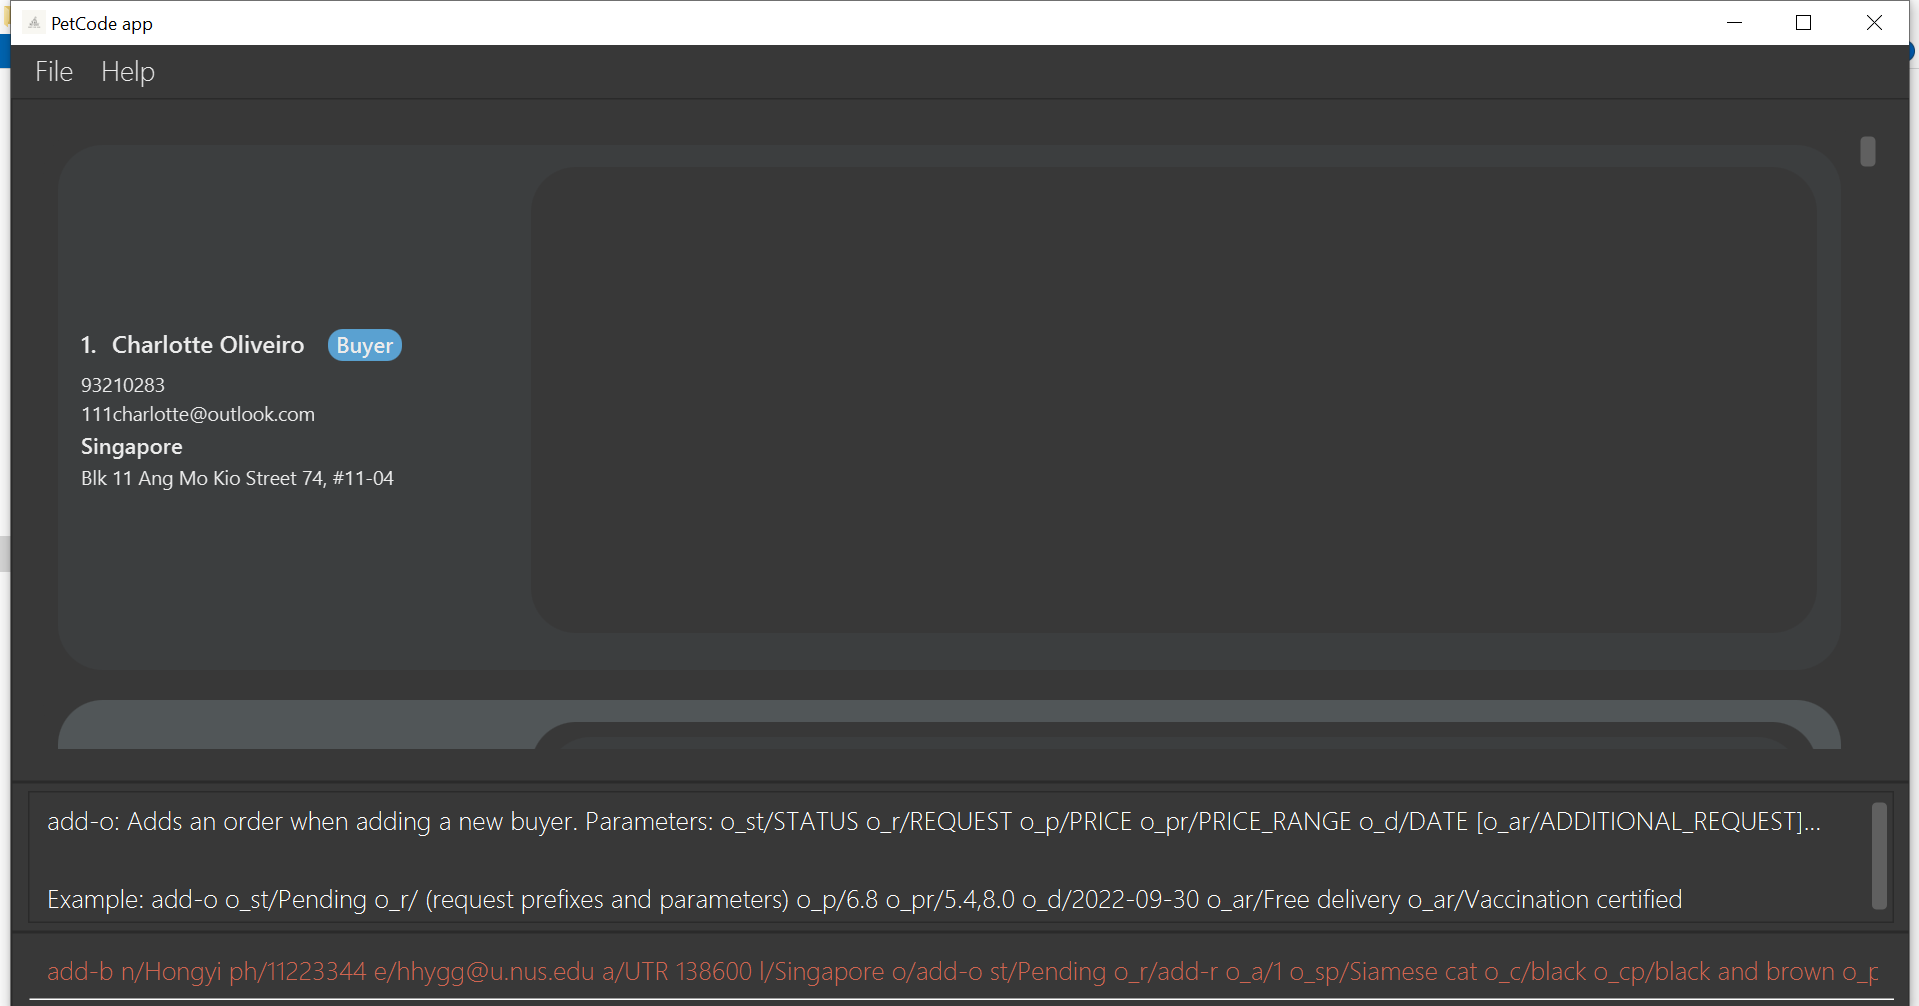 PetCode app
File Help
1. Charlotte Oliveiro Buyer
93210283
111charlotte@outlook.com
Singapore
Blk 11 Ang Mo Kio Street 74, #11-04
add-o: Adds an order when adding a new buyer. Parameters: o_st/STATUS o_r/REQUEST o_p/PRICE o_pr/PRICE_RANGE o_d/DATE [o_ar/ADDITIONAL_REQUEST]...
Example: add-o o_st/Pending o_r/ (request prefixes and parameters) o_p/6.8 o_pr/5.4,8.0 o_d/2022-09-30 o_ar/Free delivery o_ar/Vaccination certified
add-b n/Hongyi ph/11223344 e/hhygg@u.nus.edu a/UTR 138600 l/Singapore o/add-o st/Pending o_r/add-r o_a/1 o_sp/Siamese cat o_c/black o_cp/black and brown o_p